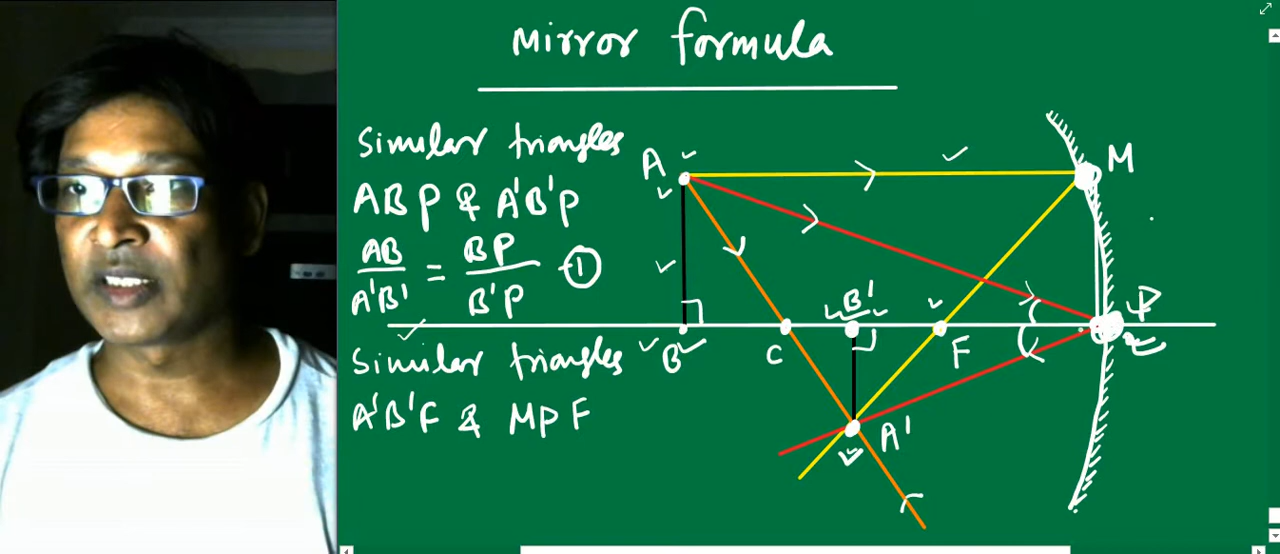 Mirror formula
Similar triangles
ABP & A'B'P
AB/A'B' = BP/B'P -①
Similar triangles
A'B'F & MPF
A
M
B'
P
B
C
F
A'